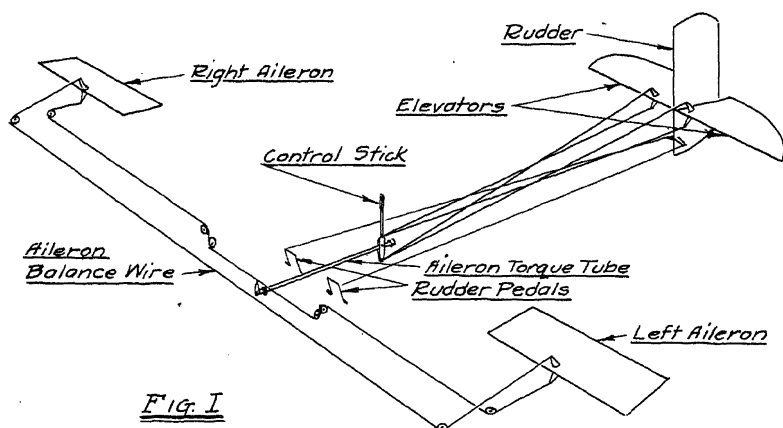 Rudder
Right Aileron
Elevators
Control Stick
Aileron
Balance Wire
Aileron Torque Tube
Rudder Pedals
Left Aileron
FIG. I